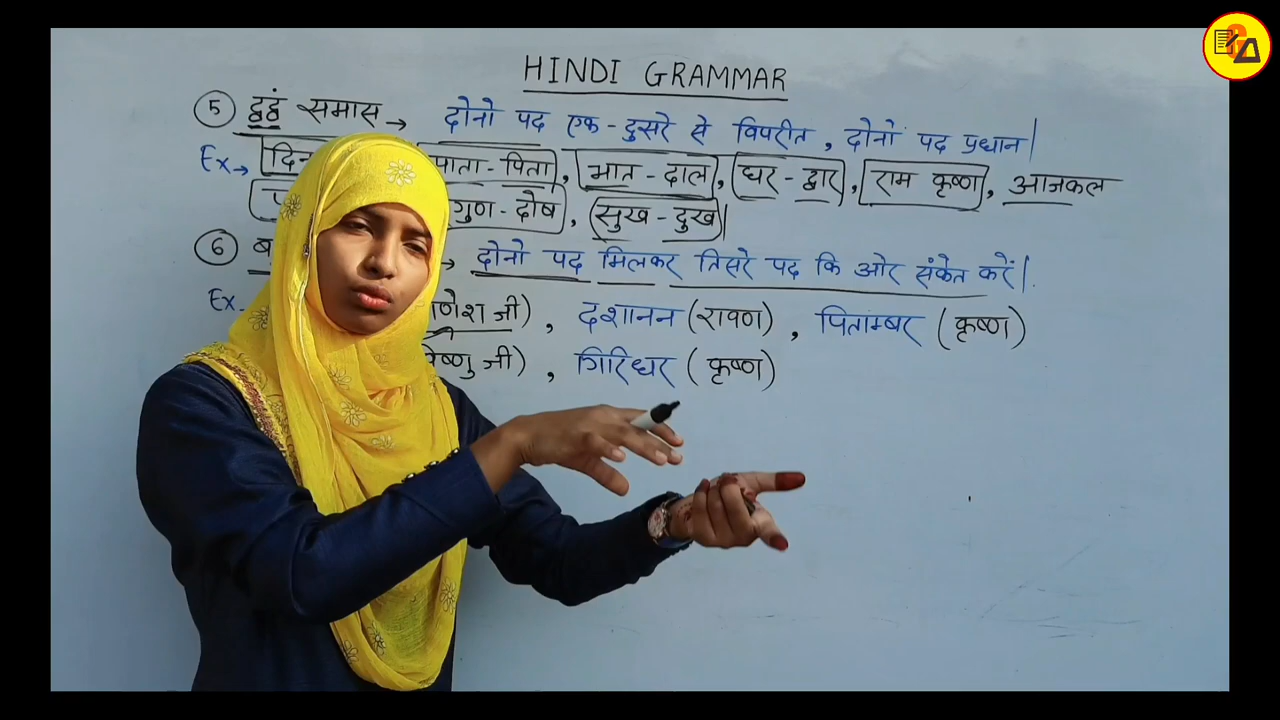 HINDI GRAMMAR
5 द्वहं समास → दोनो पद एक-दुसरे से विपरीत, दोनो पद प्रधान|
Ex→ माता-पिता, भात-दाल, घर-द्वार, राम कृष्ण, आजकल
गुण-दोष, सुख-दुख|
6 → दोनो पद मिलकर तिसरे पद कि ओर संकेत करें|
Ex. जी), दशानन (रावण), पिताम्बर (कृष्ण)
जी), गिरिधर (कृष्ण)